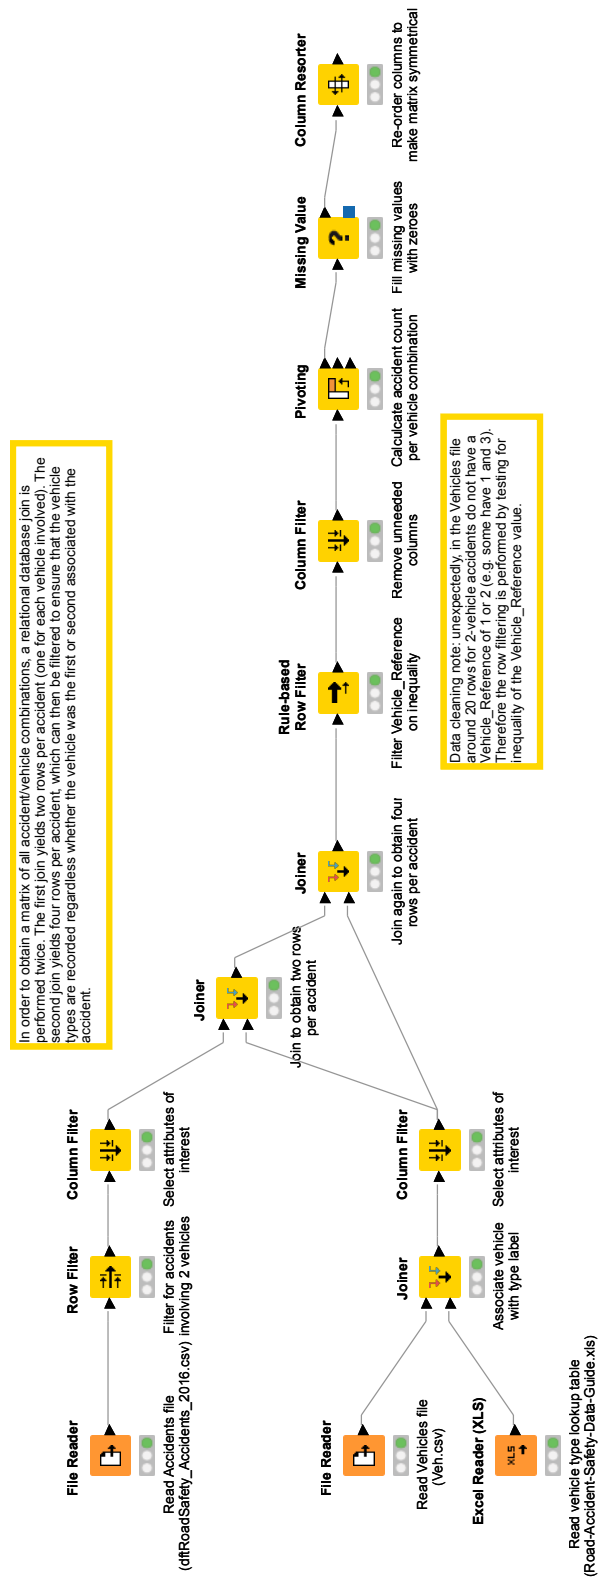 In order to obtain a matrix of all accident/vehicle combinations, a relational database join is
performed twice. The first join yields two rows per accident (one for each vehicle involved). The
second join yields four rows per accident, which can then be filtered to ensure that the vehicle
types are recorded regardless whether the vehicle was the first or second associated with the
accident.
File Reader
Read Accidents file
(dftRoadSafety_Accidents_2016.csv)
Row Filter
Filter for accidents
involving 2 vehicles
Column Filter
Select attributes of
interest
Joiner
Join to obtain two rows
per accident
File Reader
Read Vehicles file
(Veh.csv)
Excel Reader (XLS)
XLS
Read vehicle type lookup table
(Road-Accident-Safety-Data-Guide.xls)
Joiner
Associate vehicle
with type label
Column Filter
Select attributes of
interest
Joiner
Join again to obtain four
rows per accident
Rule-based
Row Filter
Filter Vehicle_Reference
on inequality
Column Filter
Remove unneeded
columns
Pivoting
Calculcate accident count
per vehicle combination
Missing Value
?
Fill missing values
with zeroes
Column Resorter
Re-order columns to
make matrix symmetrical
Data cleaning note: unexpectedly, in the Vehicles file
around 20 rows for 2-vehicle accidents do not have a
Vehicle_Reference of 1 or 2 (e.g. some have 1 and 3).
Therefore the row filtering is performed by testing for
inequality of the Vehicle_Reference value.